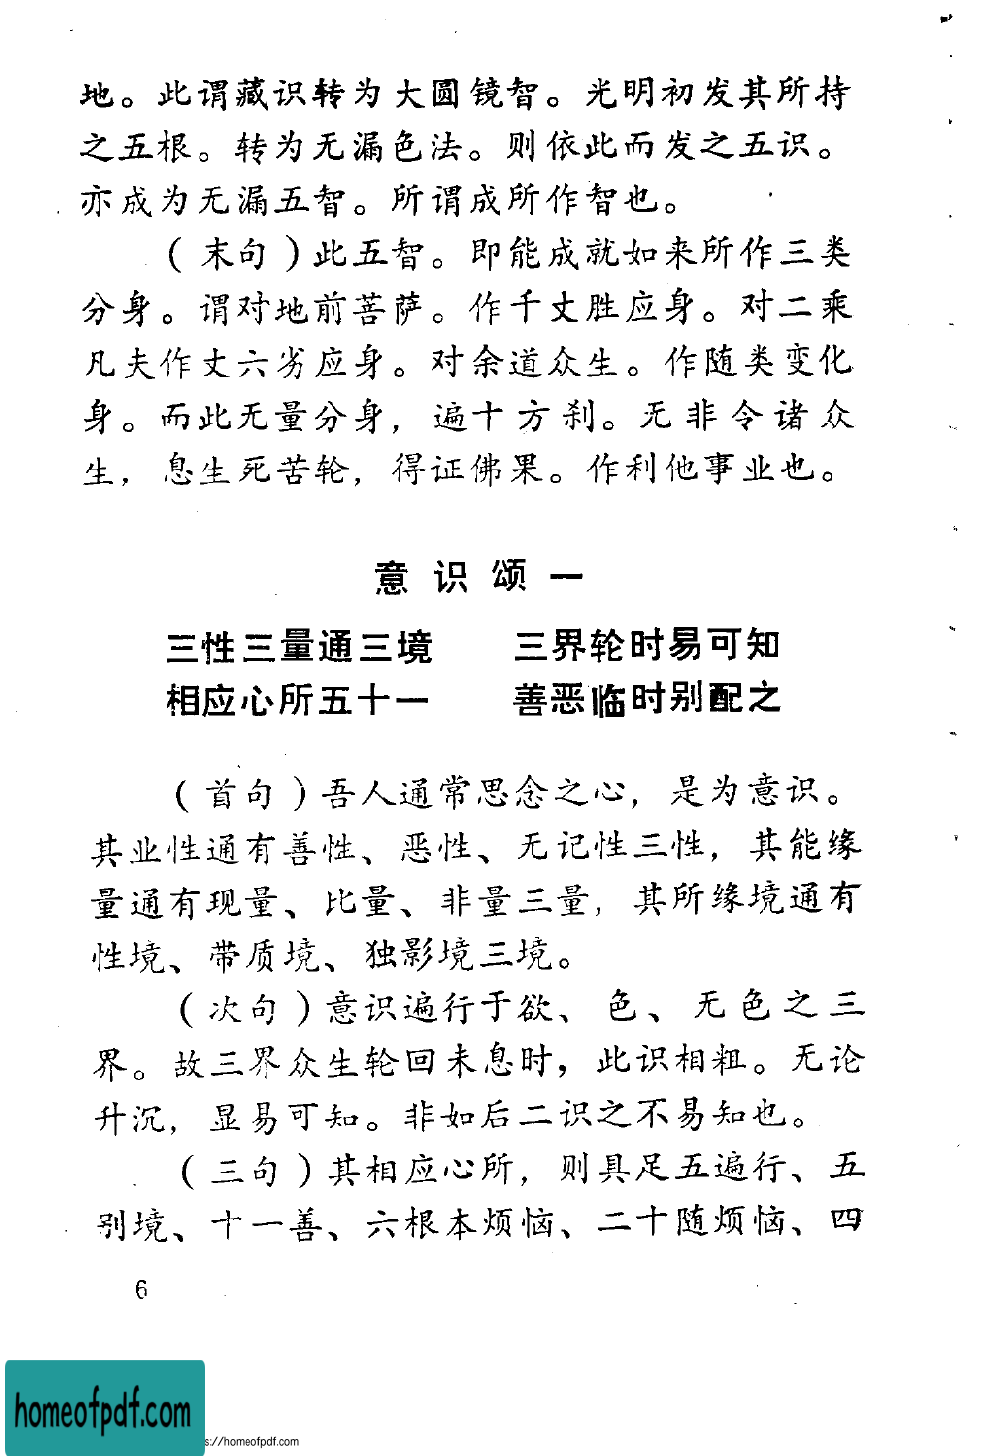 地。此谓藏识转为大圆镜智。光明初发其所持
之五根。转为无漏色法。则依此而发之五识。
亦成为无漏五智。所谓成所作智也。
（末句）此五智。即能成就如来所作三类
分身。谓对地前菩萨。作千丈胜应身。对二乘
凡夫作丈六劣应身。对余道众生。作随类变化
身。而此无量分身，遍十方刹。无非令诸众
生，息生死苦轮，得证佛果。作利他事业也。
意识颂一
三性三量通三境 三界轮时易可知
相应心所五十一 善恶临时别配之
（首句）吾人通常思念之心，是为意识。
其业性通有善性、恶性、无记性三性，其能缘
量通有现量、比量、非量三量，其所缘境通有
性境、带质境、独影境三境。
（次句）意识遍行于欲、色、无色之三
界。故三界众生轮回未息时，此识相粗。无论
升沉，显易可知。非如后二识之不易知也。
（三句）其相应心所，则具足五遍行、五
别境、十一善、六根本烦恼、二十随烦恼、四
6
homeofpdf.com
s://homeofpdf.com